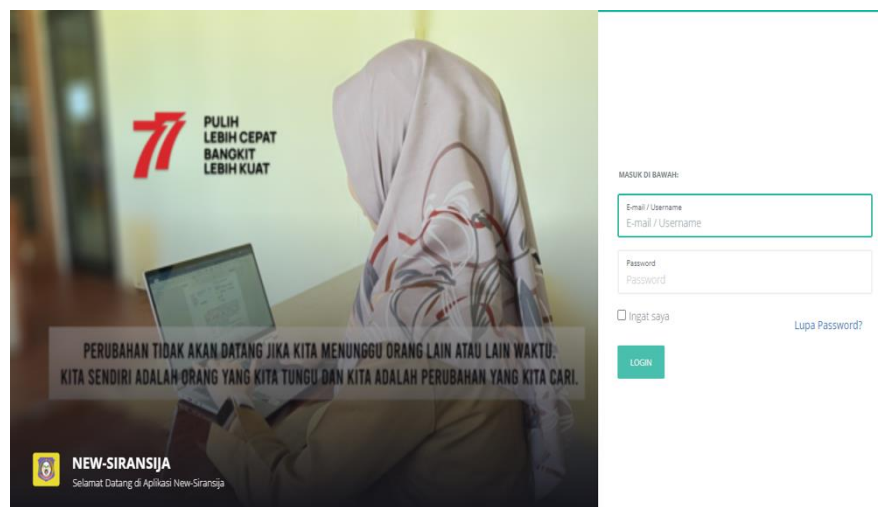 77
PULIH
LEBIH CEPAT
BANGKIT
LEBIH KUAT
PERUBAHAN TIDAK AKAN DATANG JIKA KITA MENUNGGU ORANG LAIN ATAU LAIN WAKTU.
KITA SENDIRI ADALAH ORANG YANG KITA TUNGU DAN KITA ADALAH PERUBAHAN YANG KITA CARI.
NEW-SIRANSIJA
Selamat Datang di Aplikasi New-Siransija
MASUK DI BAWAH:
E-mail / Username
E-mail / Username
Password
Password
Ingat saya
Lupa Password?
LOGIN